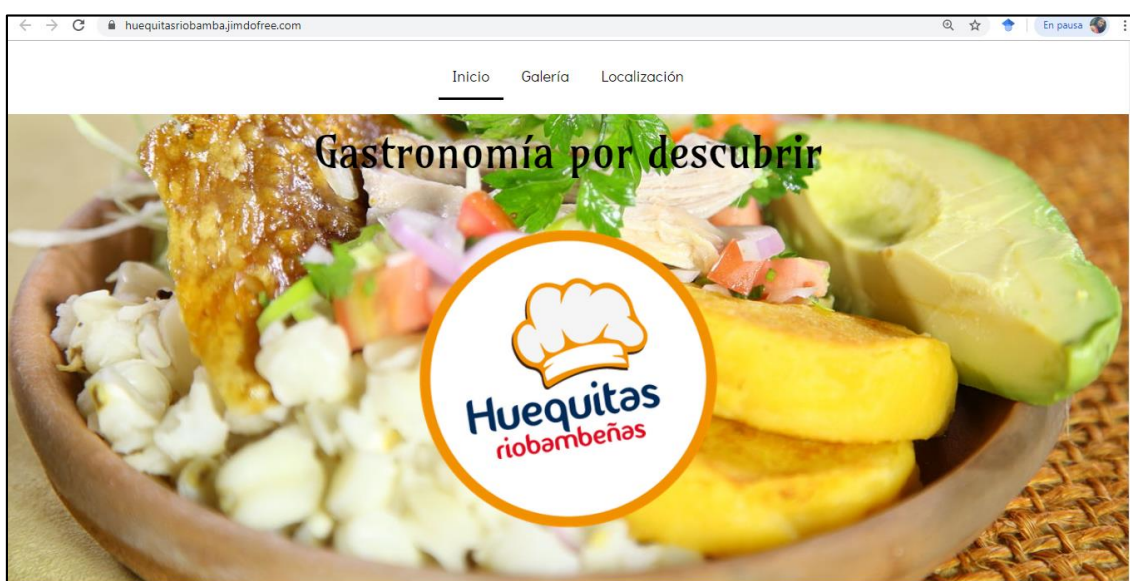 huequitasriobamba.jimdofree.com
En pausa
Inicio Galería Localización
Gastronomía por descubrir
Huequitas
riobambeñas